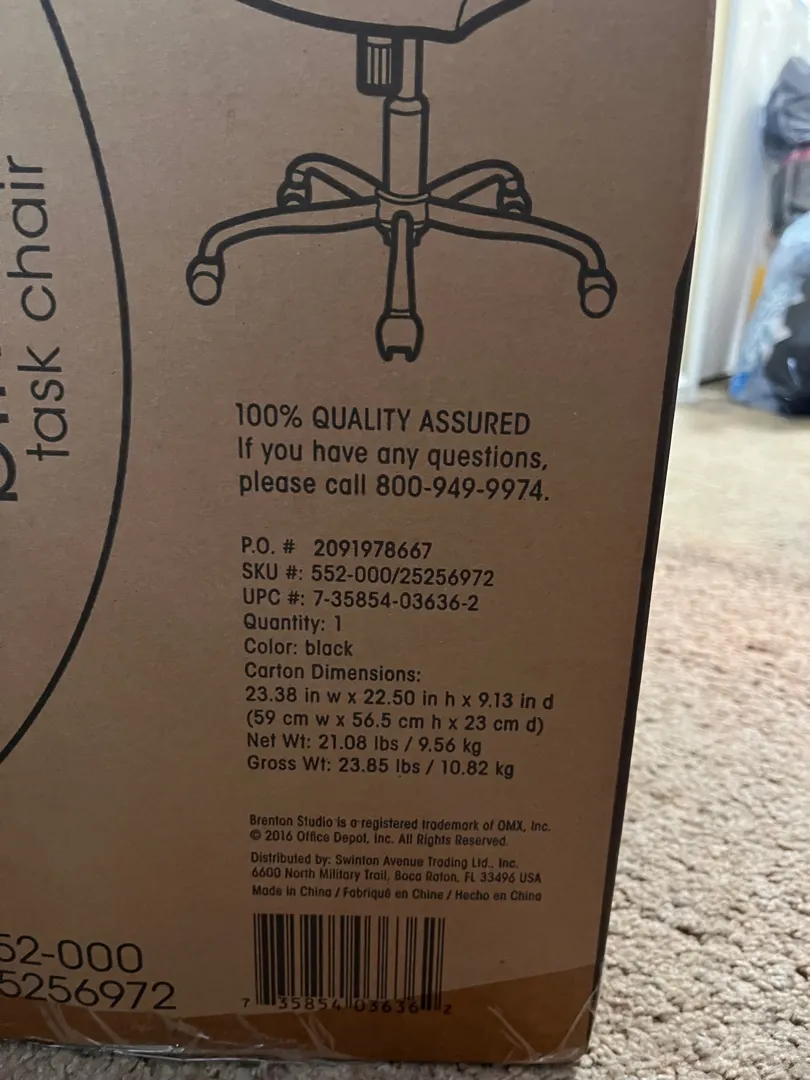 task chair
100% QUALITY ASSURED
If you have any questions,
please call 800-949-9974.
P.O. # 2091978667
SKU #: 552-000/25256972
UPC #: 7-35854-03636-2
Quantity: 1
Color: black
Carton Dimensions:
23.38 in w x 22.50 in h x 9.13 in d
(59 cm w x 56.5 cm h x 23 cm d)
Net Wt: 21.08 lbs / 9.56 kg
Gross Wt: 23.85 lbs / 10.82 kg
Brenton Studio is a registered trademark of OMX, Inc.
© 2016 Office Depot, Inc. All Rights Reserved.
Distributed by: Swinton Avenue Trading Ltd., Inc.
6600 North Military Trail, Boca Raton, FL 33496 USA
Made in China / Fabriqué en Chine / Hecho en China
52-000
5256972
7 35854 03636 2